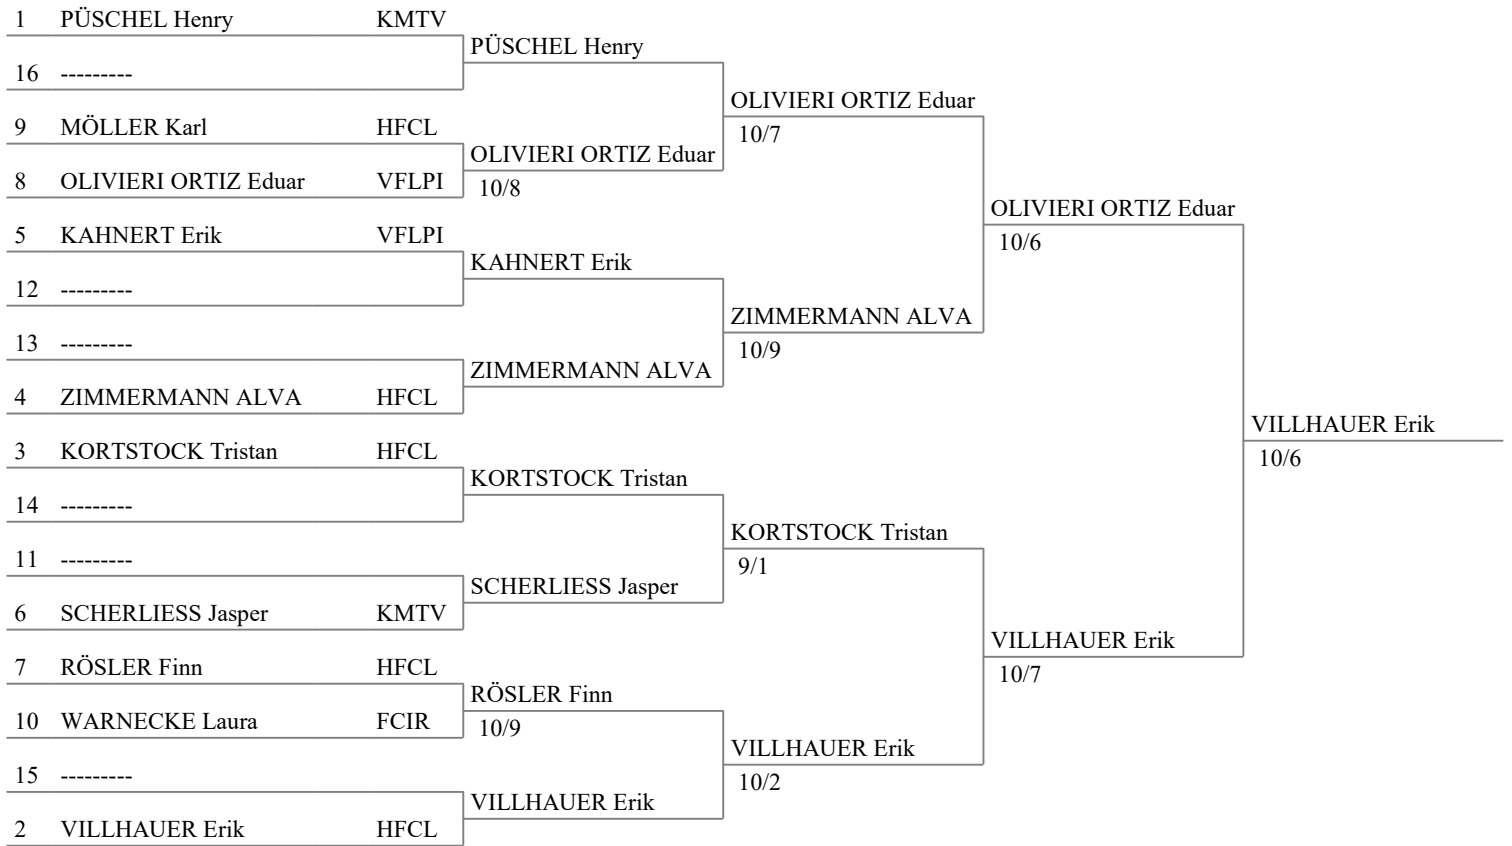 1 PÜSCHEL Henry KMTV
PÜSCHEL Henry
16 ---------
OLIVIERI ORTIZ Eduar
9 MÖLLER Karl HFCL
10/7
OLIVIERI ORTIZ Eduar
8 OLIVIERI ORTIZ Eduar VFLPI
10/8
OLIVIERI ORTIZ Eduar
5 KAHNERT Erik VFLPI
10/6
KAHNERT Erik
12 ---------
ZIMMERMANN ALVA
13 ---------
10/9
ZIMMERMANN ALVA
4 ZIMMERMANN ALVA HFCL
VILLHAUER Erik
3 KORTSTOCK Tristan HFCL
10/6
KORTSTOCK Tristan
14 ---------
KORTSTOCK Tristan
11 ---------
9/1
SCHERLIESS Jasper
6 SCHERLIESS Jasper KMTV
VILLHAUER Erik
7 RÖSLER Finn HFCL
10/7
RÖSLER Finn
10 WARNECKE Laura FCIR
10/9
VILLHAUER Erik
15 ---------
10/2
VILLHAUER Erik
2 VILLHAUER Erik HFCL